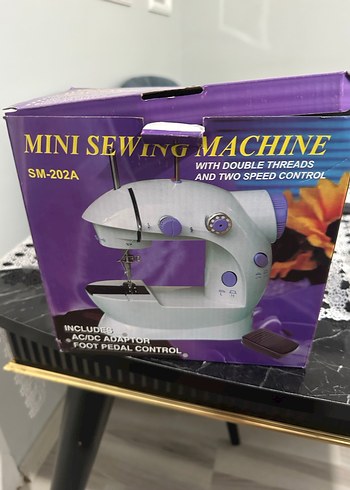 MINI SEWING MACHINE
WITH DOUBLE THREADS
SM-202A
AND TWO SPEED CONTROL
INCLUDES
AC/DC ADAPTOR
FOOT PEDAL CONTROL